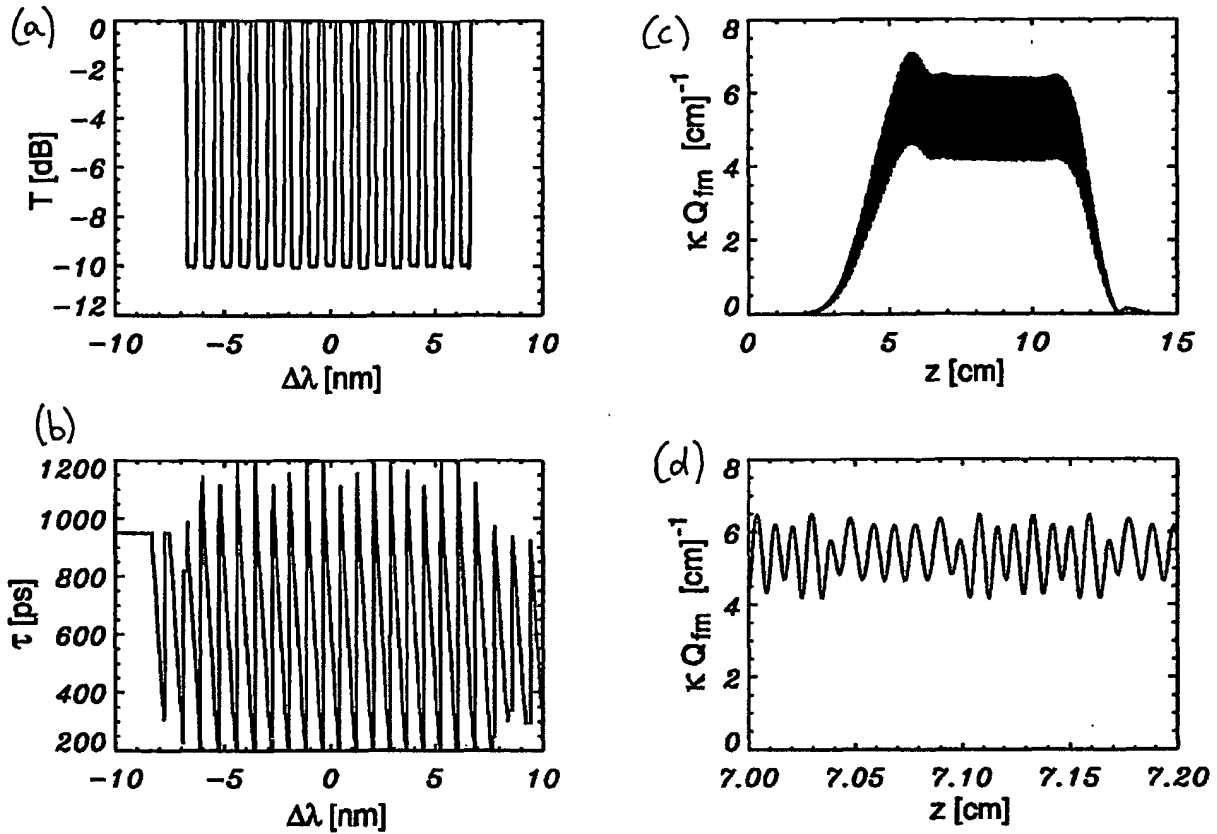 (a)
T [dB]
0
−2
−4
−6
−8
−10
−12
−10 −5 0 5 10
Δλ [nm]
(b)
τ [ps]
1200
1000
800
600
400
200
−10 −5 0 5 10
Δλ [nm]
(c)
κ Q_fm [cm]^−1
8
6
4
2
0
0 5 10 15
z [cm]
(d)
κ Q_fm [cm]^−1
8
6
4
2
0
7.00 7.05 7.10 7.15 7.20
z [cm]